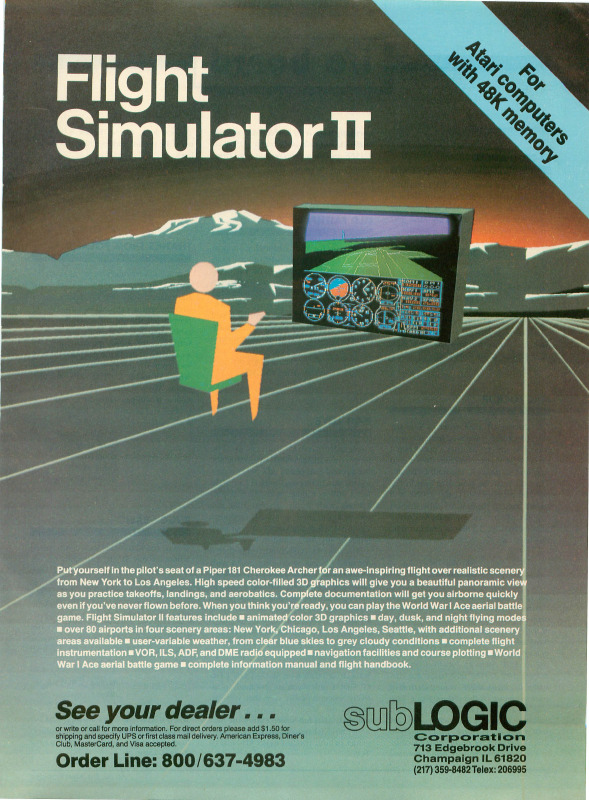 Flight
Simulator II
For
Atari computers
with 48K memory
Put yourself in the pilot's seat of a Piper 181 Cherokee Archer for an awe-inspiring flight over realistic scenery
from New York to Los Angeles. High speed color-filled 3D graphics will give you a beautiful panoramic view
as you practice takeoffs, landings, and aerobatics. Complete documentation will get you airborne quickly
even if you've never flown before. When you think you're ready, you can play the World War I Ace aerial battle
game. Flight Simulator II features include ■ animated color 3D graphics ■ day, dusk, and night flying modes
■ over 80 airports in four scenery areas: New York, Chicago, Los Angeles, Seattle, with additional scenery
areas available ■ user-variable weather, from clear blue skies to grey cloudy conditions ■ complete flight
instrumentation ■ VOR, ILS, ADF, and DME radio equipped ■ navigation facilities and course plotting ■ World
War I Ace aerial battle game ■ complete information manual and flight handbook.
See your dealer . . .
or write or call for more information. For direct orders please add $1.50 for
shipping and specify UPS or first class mail delivery. American Express, Diner's
Club, MasterCard, and Visa accepted.
Order Line: 800/637-4983
subLOGIC
Corporation
713 Edgebrook Drive
Champaign IL 61820
(217) 359-8482 Telex: 206995